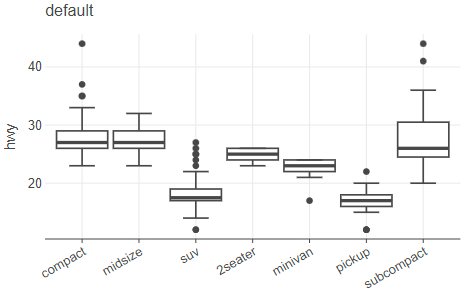 default
40
30
20
hwy
compact
midsize
suv
2seater
minivan
pickup
subcompact